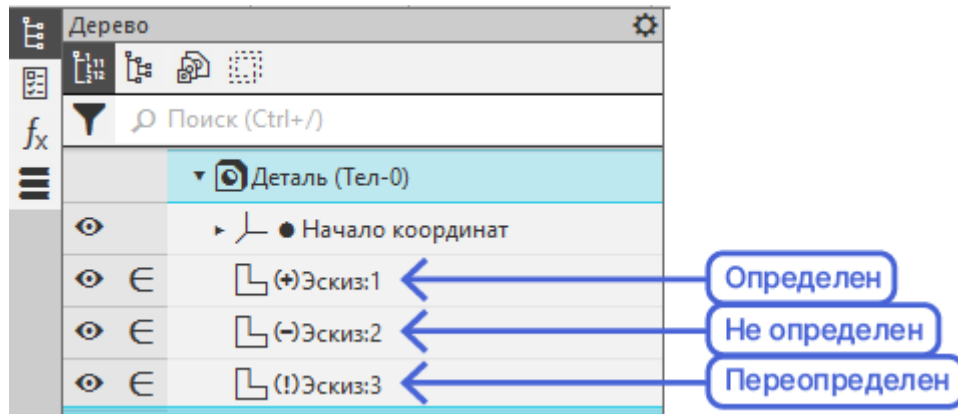 Дерево
Поиск (Ctrl+/)
Деталь (Тел-0)
Начало координат
(+)Эскиз:1
Определен
(-)Эскиз:2
Не определен
(!)Эскиз:3
Переопределен